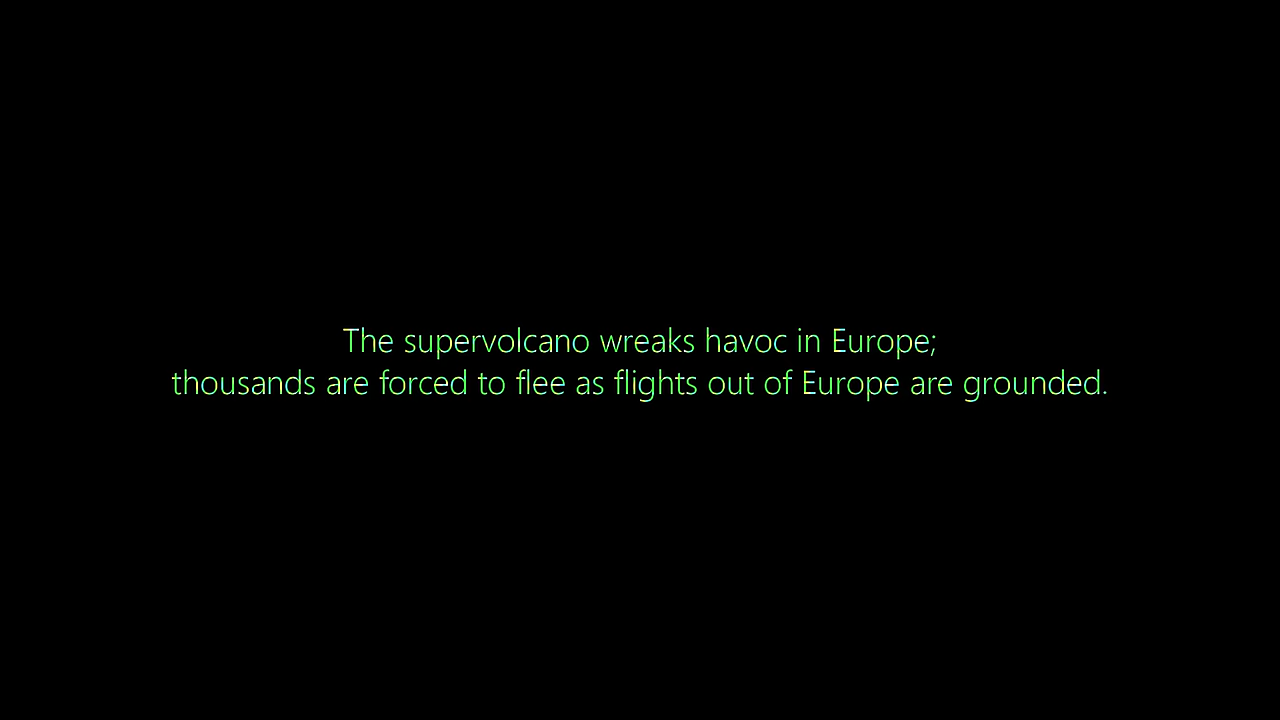 The supervolcano wreaks havoc in Europe;
thousands are forced to flee as flights out of Europe are grounded.